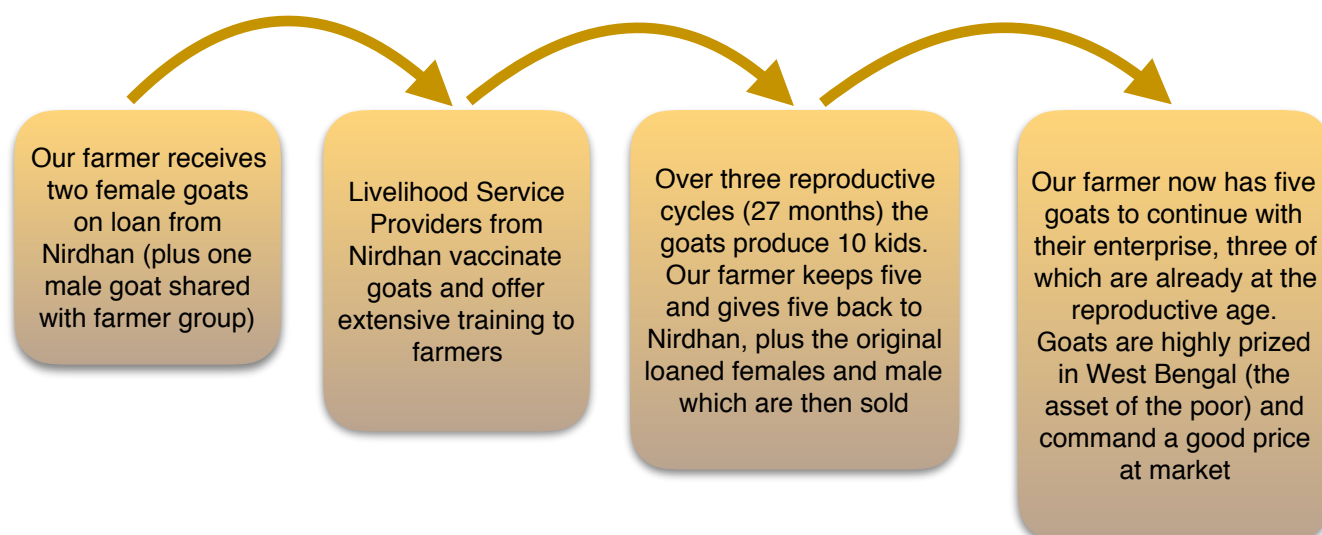 Our farmer receives
two female goats
on loan from
Nirdhan (plus one
male goat shared
with farmer group)
Livelihood Service
Providers from
Nirdhan vaccinate
goats and offer
extensive training to
farmers
Over three reproductive
cycles (27 months) the
goats produce 10 kids.
Our farmer keeps five
and gives five back to
Nirdhan, plus the original
loaned females and male
which are then sold
Our farmer now has five
goats to continue with
their enterprise, three of
which are already at the
reproductive age.
Goats are highly prized
in West Bengal (the
asset of the poor) and
command a good price
at market